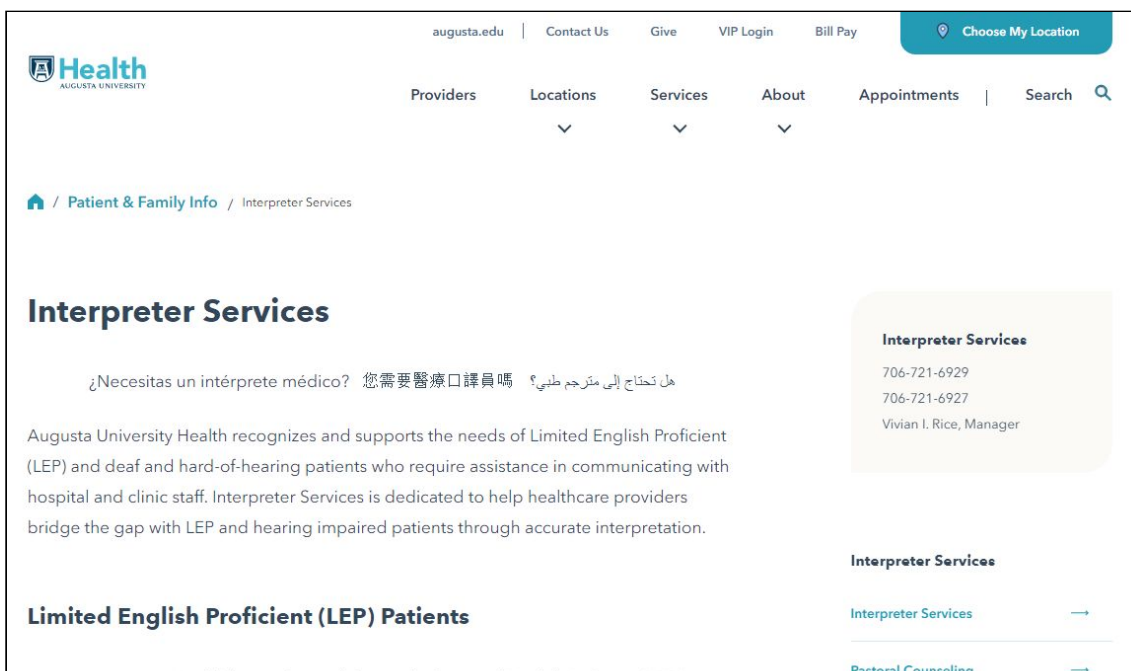 augusta.edu | Contact Us Give VIP Login Bill Pay Choose My Location
Health
AUGUSTA UNIVERSITY
Providers Locations Services About Appointments | Search
/ Patient & Family Info / Interpreter Services
Interpreter Services
¿Necesitas un intérprete médico? 您需要醫療口譯員嗎 هل تحتاج إلى مترجم طبي؟
Augusta University Health recognizes and supports the needs of Limited English Proficient
(LEP) and deaf and hard-of-hearing patients who require assistance in communicating with
hospital and clinic staff. Interpreter Services is dedicated to help healthcare providers
bridge the gap with LEP and hearing impaired patients through accurate interpretation.
Limited English Proficient (LEP) Patients
Interpreter Services
706-721-6929
706-721-6927
Vivian I. Rice, Manager
Interpreter Services
Interpreter Services →
Pastoral Counseling →